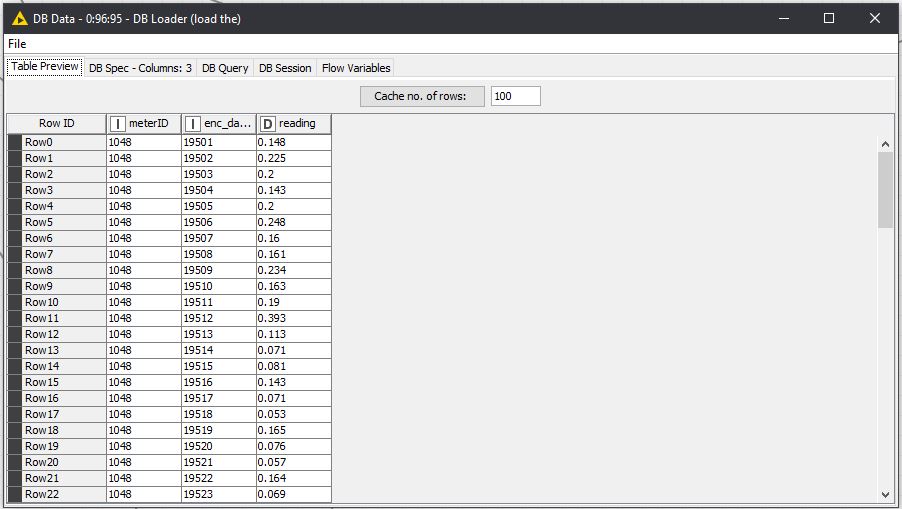 DB Data - 0:96:95 - DB Loader (load the)
File
Table Preview DB Spec - Columns: 3 DB Query DB Session Flow Variables
Cache no. of rows: 100
Row ID I meterID I enc_da... D reading
Row0 1048 19501 0.148
Row1 1048 19502 0.225
Row2 1048 19503 0.2
Row3 1048 19504 0.143
Row4 1048 19505 0.2
Row5 1048 19506 0.248
Row6 1048 19507 0.16
Row7 1048 19508 0.161
Row8 1048 19509 0.234
Row9 1048 19510 0.163
Row10 1048 19511 0.19
Row11 1048 19512 0.393
Row12 1048 19513 0.113
Row13 1048 19514 0.071
Row14 1048 19515 0.081
Row15 1048 19516 0.143
Row16 1048 19517 0.071
Row17 1048 19518 0.053
Row18 1048 19519 0.165
Row19 1048 19520 0.076
Row20 1048 19521 0.057
Row21 1048 19522 0.164
Row22 1048 19523 0.069